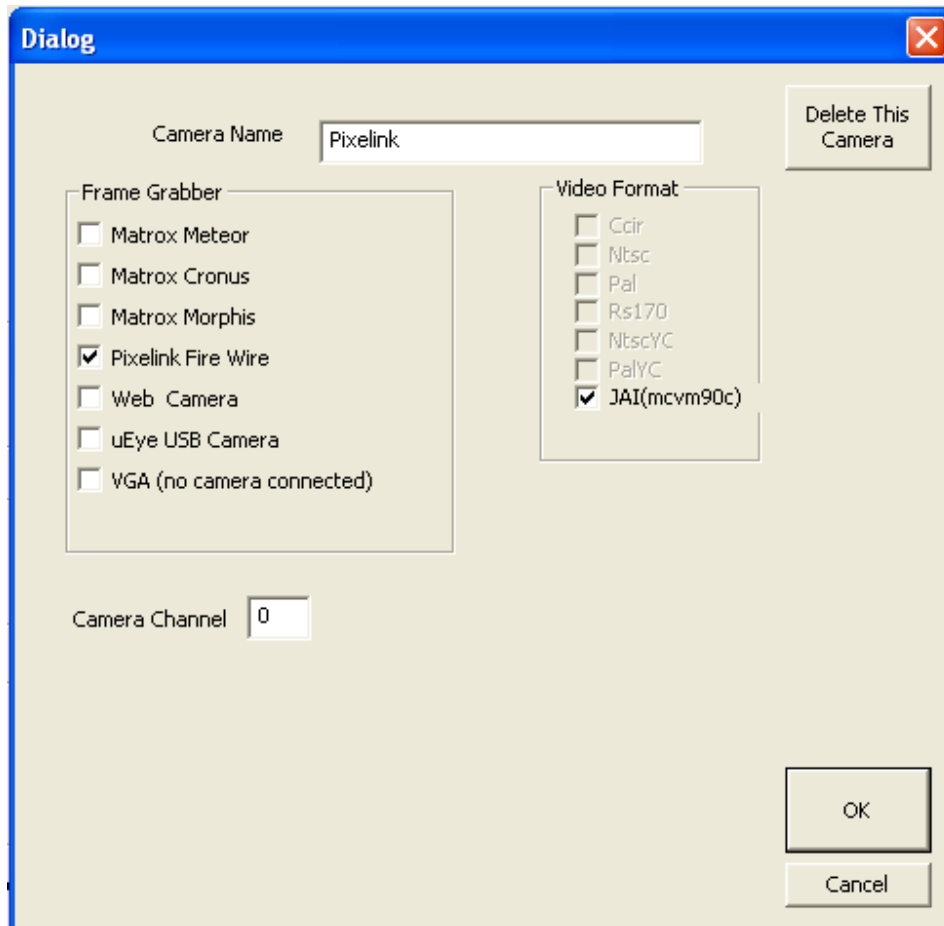 Dialog
Delete This
Camera
Camera Name
Pixelink
Frame Grabber
Matrox Meteor
Matrox Cronus
Matrox Morphis
Pixelink Fire Wire
Web  Camera
uEye USB Camera
VGA (no camera connected)
Video Format
Ccir
Ntsc
Pal
Rs170
NtscYC
PalYC
JAI(mcvm90c)
Camera Channel
0
OK
Cancel